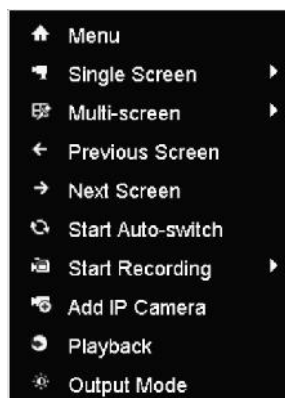 Menu
Single Screen
Multi-screen
Previous Screen
Next Screen
Start Auto-switch
Start Recording
Add IP Camera
Playback
Output Mode